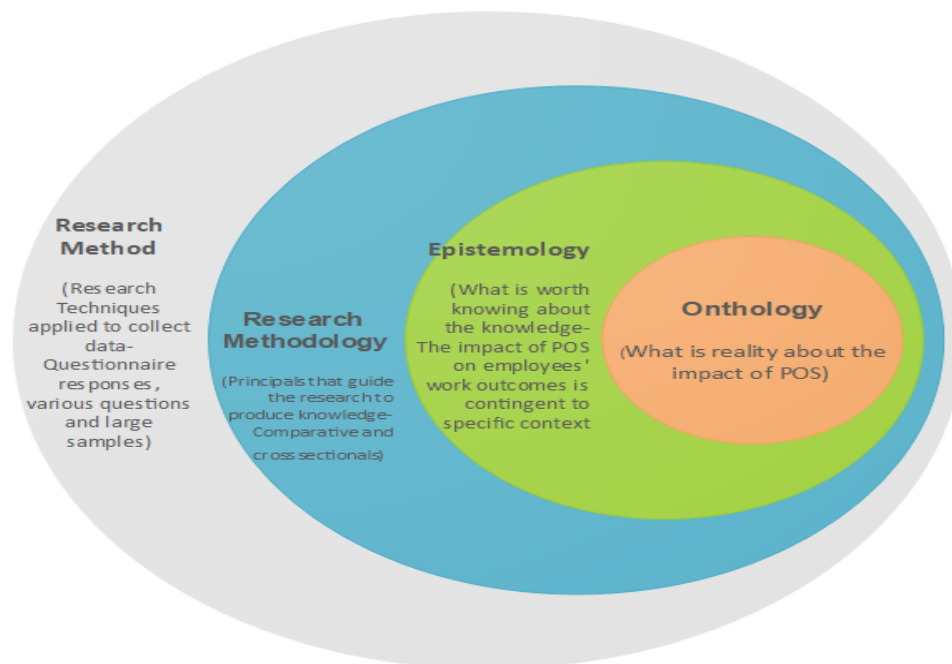 Research
Method
(Research
Techniques
applied to collect
data-
Questionnaire
responses,
various questions
and large
samples)
Research
Methodology
(Principals that guide
the research to
produce knowledge-
Comparative and
cross sectionals)
Epistemology
(What is worth
knowing about
the knowledge-
The impact of POS
on employees'
work outcomes is
contingent to
specific context
Onthology
(What is reality about the
impact of POS)